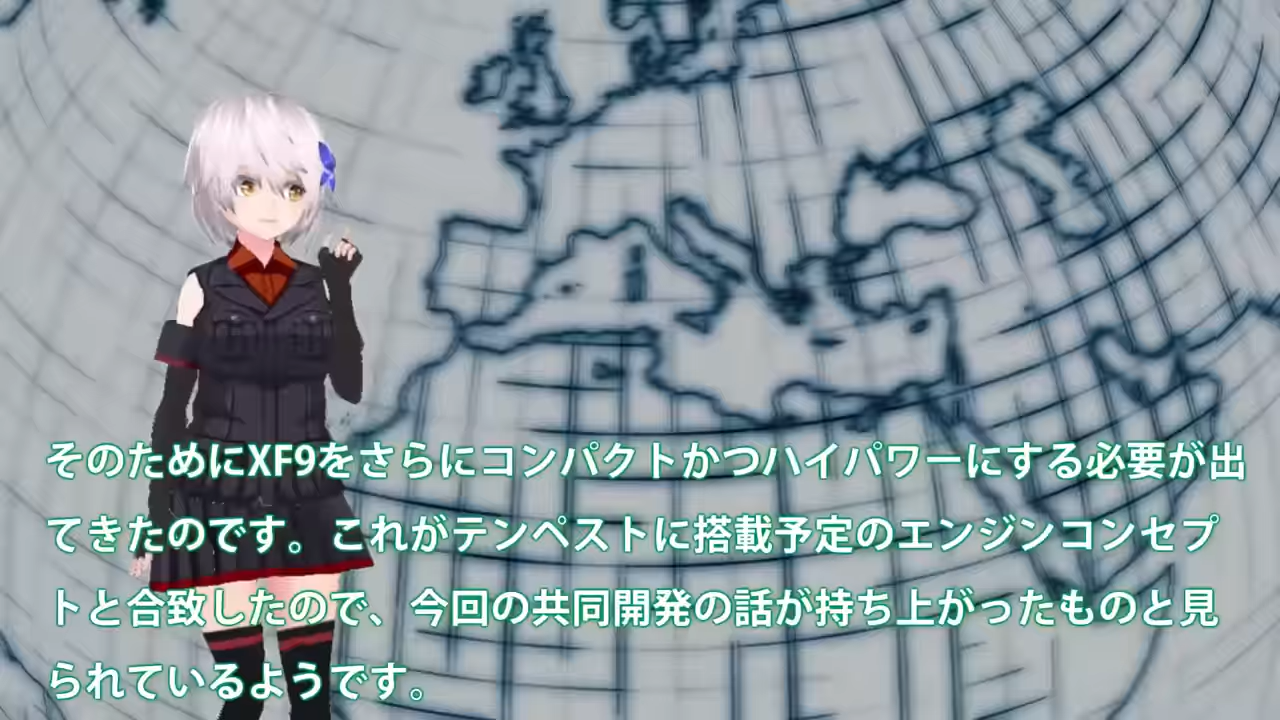 そのためにXF9をさらにコンパクトかつハイパワーにする必要が出
てきたのです。これがテンペストに搭載予定のエンジンコンセプ
トと合致したので、今回の共同開発の話が持ち上がったものと見
られているようです。